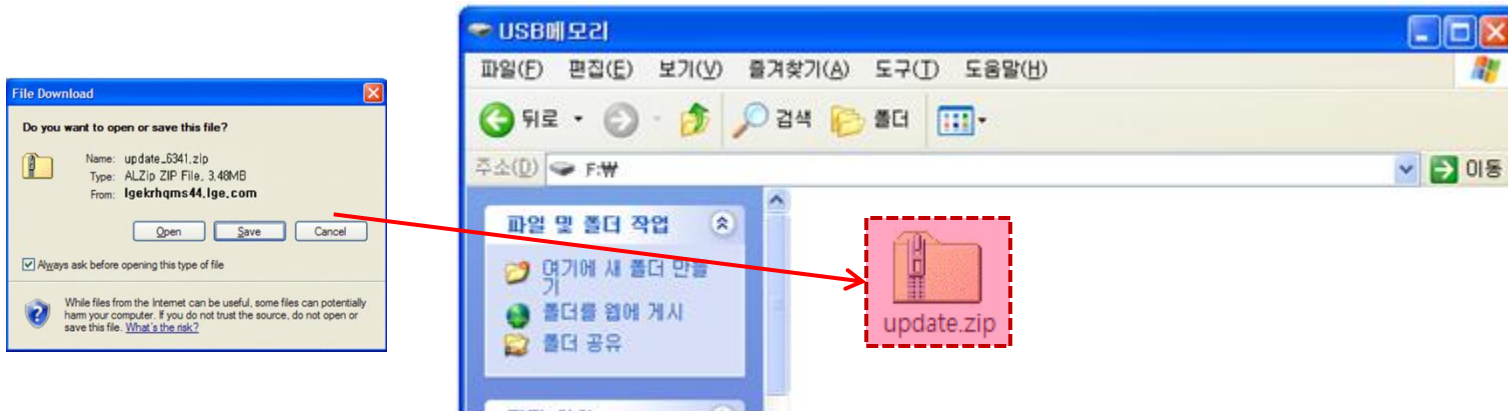 File Download
Do you want to open or save this file?
Name: update_6341.zip
Type: ALZip ZIP File, 3.48MB
From: lgekrhqms44.lge.com
Open Save Cancel
Always ask before opening this type of file
While files from the Internet can be useful, some files can potentially
harm your computer. If you do not trust the source, do not open or
save this file. What's the risk?
USB메모리
파일(F) 편집(E) 보기(V) 즐겨찾기(A) 도구(T) 도움말(H)
뒤로 검색 폴더
주소(D) F:₩ 이동
파일 및 폴더 작업
여기에 새 폴더 만들
기
폴더를 웹에 게시
폴더 공유
update.zip